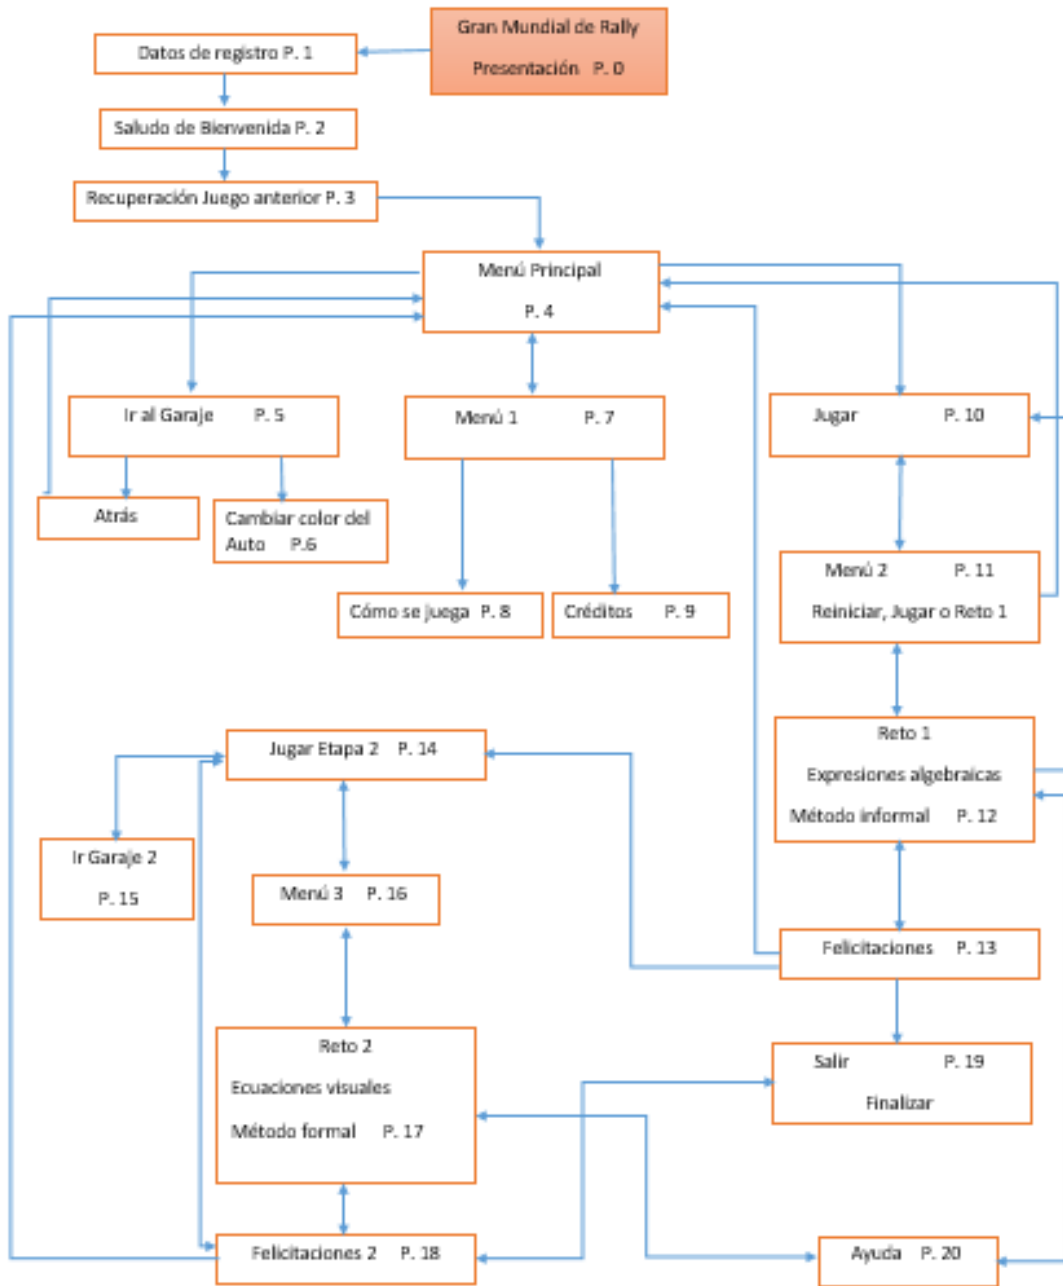 Gran Mundial de Rally
Presentación P. 0
Datos de registro P. 1
Saludo de Bienvenida P. 2
Recuperación Juego anterior P. 3
Menú Principal
P. 4
Ir al Garaje P. 5
Menú 1 P. 7
Jugar P. 10
Atrás
Cambiar color del
Auto P.6
Cómo se juega P. 8
Créditos P. 9
Menú 2 P. 11
Reiniciar, Jugar o Reto 1
Reto 1
Expresiones algebraicas
Método informal P. 12
Jugar Etapa 2 P. 14
Ir Garaje 2
P. 15
Menú 3 P. 16
Felicitaciones P. 13
Reto 2
Ecuaciones visuales
Método formal P. 17
Salir P. 19
Finalizar
Felicitaciones 2 P. 18
Ayuda P. 20